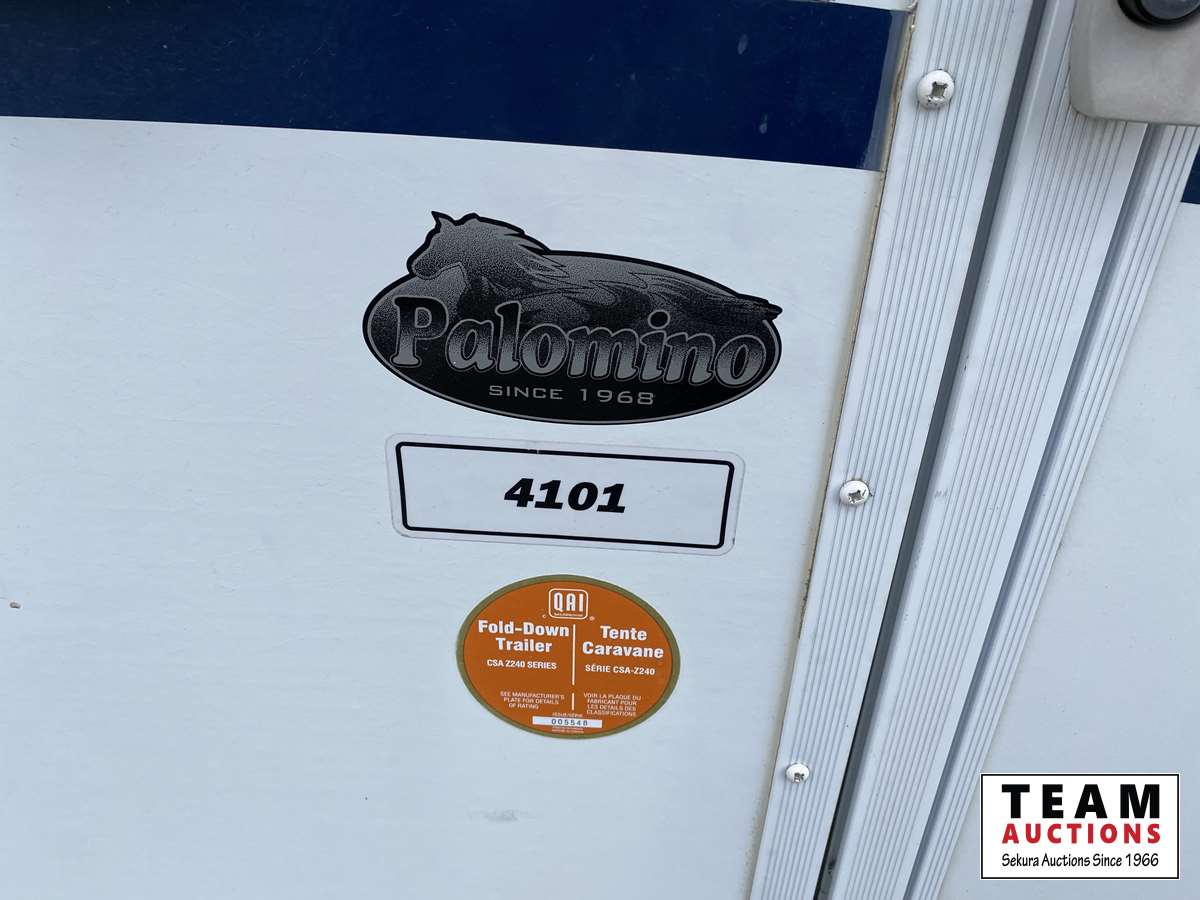 Palomino
SINCE 1968
4101
QAI
Fold-Down
Trailer
CSA Z240 SERIES
SEE MANUFACTURER'S
PLATE FOR DETAILS
OF RATING
Tente
Caravane
SÉRIE CSA-Z240
VOIR LA PLAQUE DU
FABRICANT POUR
LES DETAILS DES
CLASSIFICATIONS
005548
TEAM
AUCTIONS
Sekura Auctions Since 1966